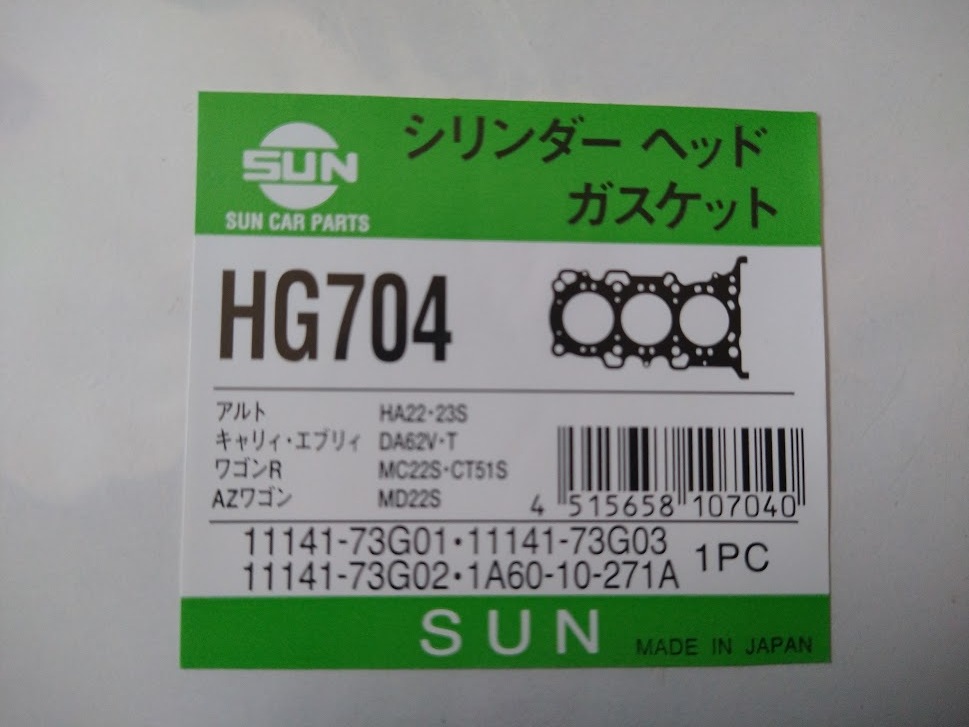 SUN
SUN CAR PARTS
シリンダー ヘッド
ガスケット
HG704
アルト HA22・23S
キャリィ・エブリィ DA62V・T
ワゴンR MC22S・CT51S
AZワゴン MD22S
4 515658 107040
11141-73G01・11141-73G03
11141-73G02・1A60-10-271A
1PC
SUN
MADE IN JAPAN